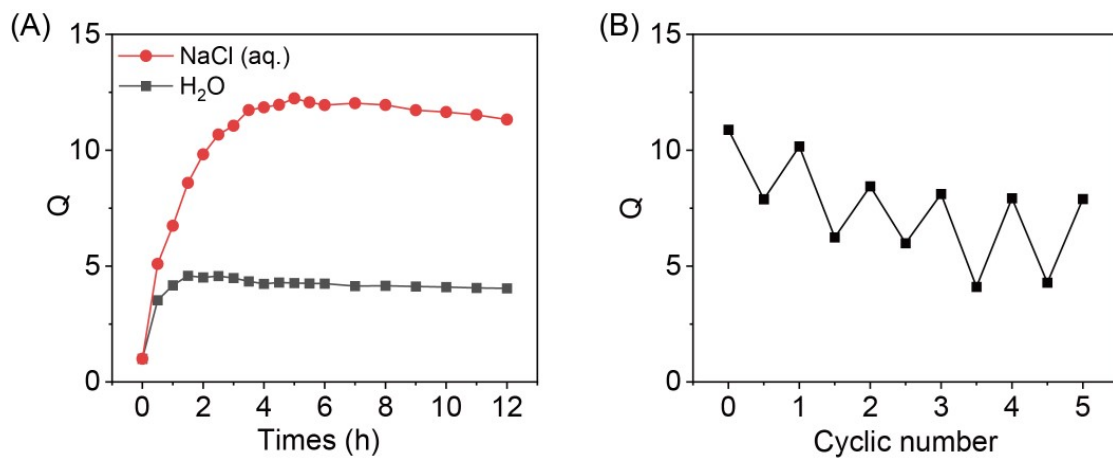 (A)
15
10
5
0
Q
NaCl (aq.)
H₂O
0 2 4 6 8 10 12
Times (h)
(B)
15
10
5
0
Q
0 1 2 3 4 5
Cyclic number